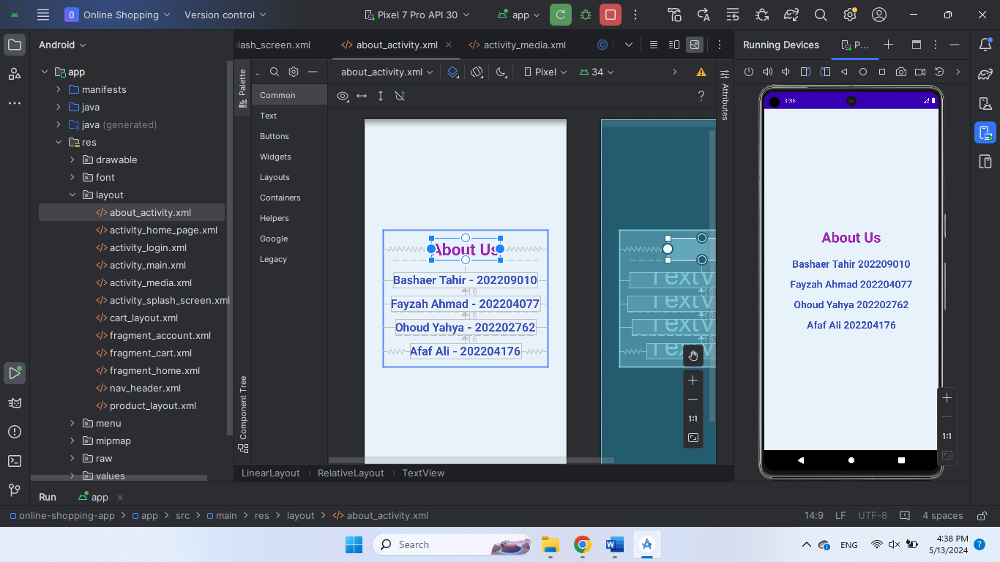 O Online Shopping Version control Pixel 7 Pro API 30 app
Android
lash_screen.xml about_activity.xml activity_media.xml
Running Devices P...
app
manifests
java
java (generated)
res
drawable
font
layout
about_activity.xml
activity_home_page.xml
activity_login.xml
activity_main.xml
activity_media.xml
activity_splash_screen.xml
cart_layout.xml
fragment_account.xml
fragment_cart.xml
fragment_home.xml
nav_header.xml
product_layout.xml
menu
mipmap
raw
values
Palette
Component Tree
..
Common
Text
Buttons
Widgets
Layouts
Containers
Helpers
Google
Legacy
about_activity.xml Pixel 34
?
Attributes
About Us
Bashaer Tahir - 202209010
16
Fayzah Ahmad - 202204077
16
Ohoud Yahya - 202202762
16
Afaf Ali - 202204176
1:1
LinearLayout RelativeLayout TextView
3:36
About Us
Bashaer Tahir 202209010
Fayzah Ahmad 202204077
Ohoud Yahya 202202762
Afaf Ali 202204176
1:1
Run app
online-shopping-app app src main res layout about_activity.xml
14:9 LF UTF-8 4 spaces
Search
ENG
4:38 PM
5/13/2024
7